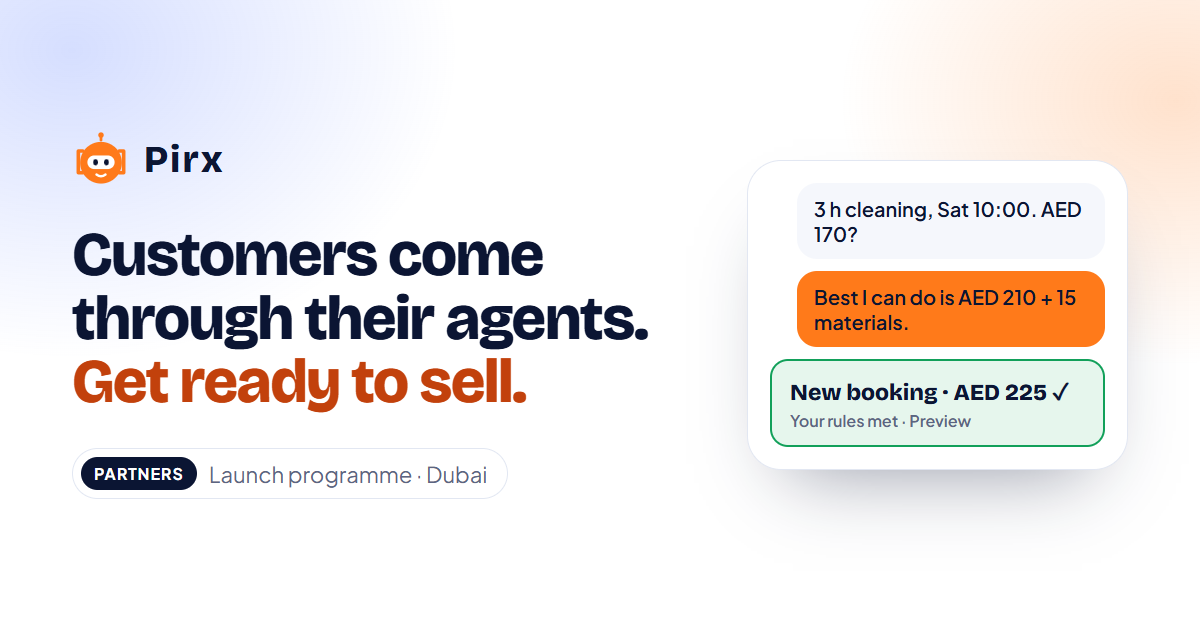 Pirx
Customers come
through their agents.
Get ready to sell.
PARTNERS Launch programme · Dubai
3 h cleaning, Sat 10:00. AED
170?
Best I can do is AED 210 + 15
materials.
New booking · AED 225 ✓
Your rules met · Preview